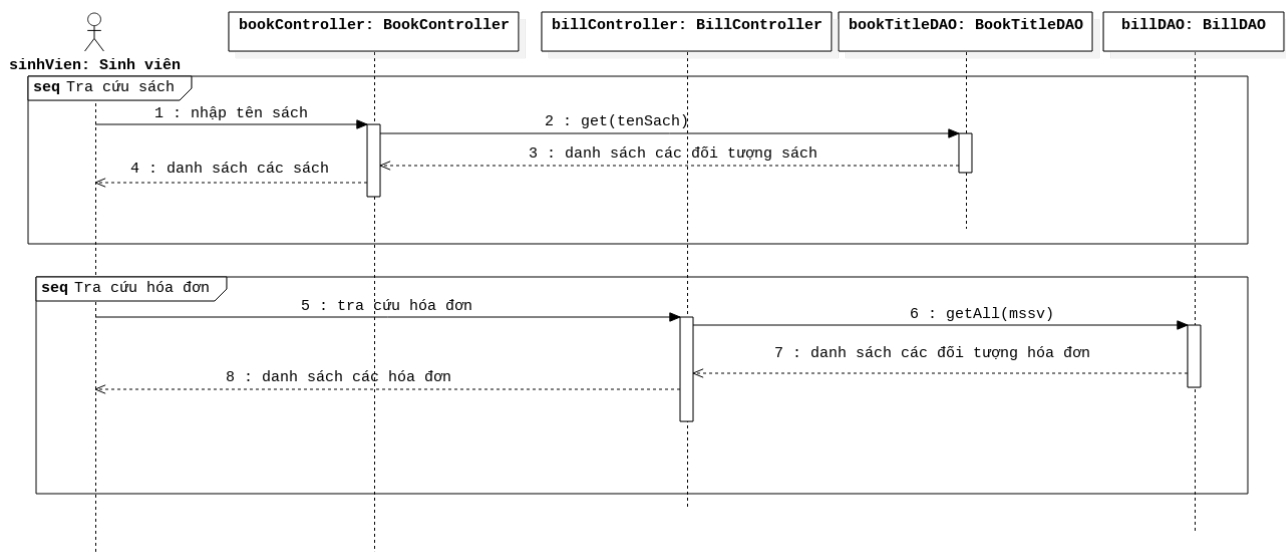 bookController: BookController
billController: BillController
bookTitleDAO: BookTitleDAO
billDAO: BillDAO
sinhVien: Sinh viên
seq Tra cứu sách
1 : nhập tên sách
2 : get(tenSach)
3 : danh sách các đối tượng sách
4 : danh sách các sách
seq Tra cứu hóa đơn
5 : tra cứu hóa đơn
6 : getAll(mssv)
7 : danh sách các đối tượng hóa đơn
8 : danh sách các hóa đơn